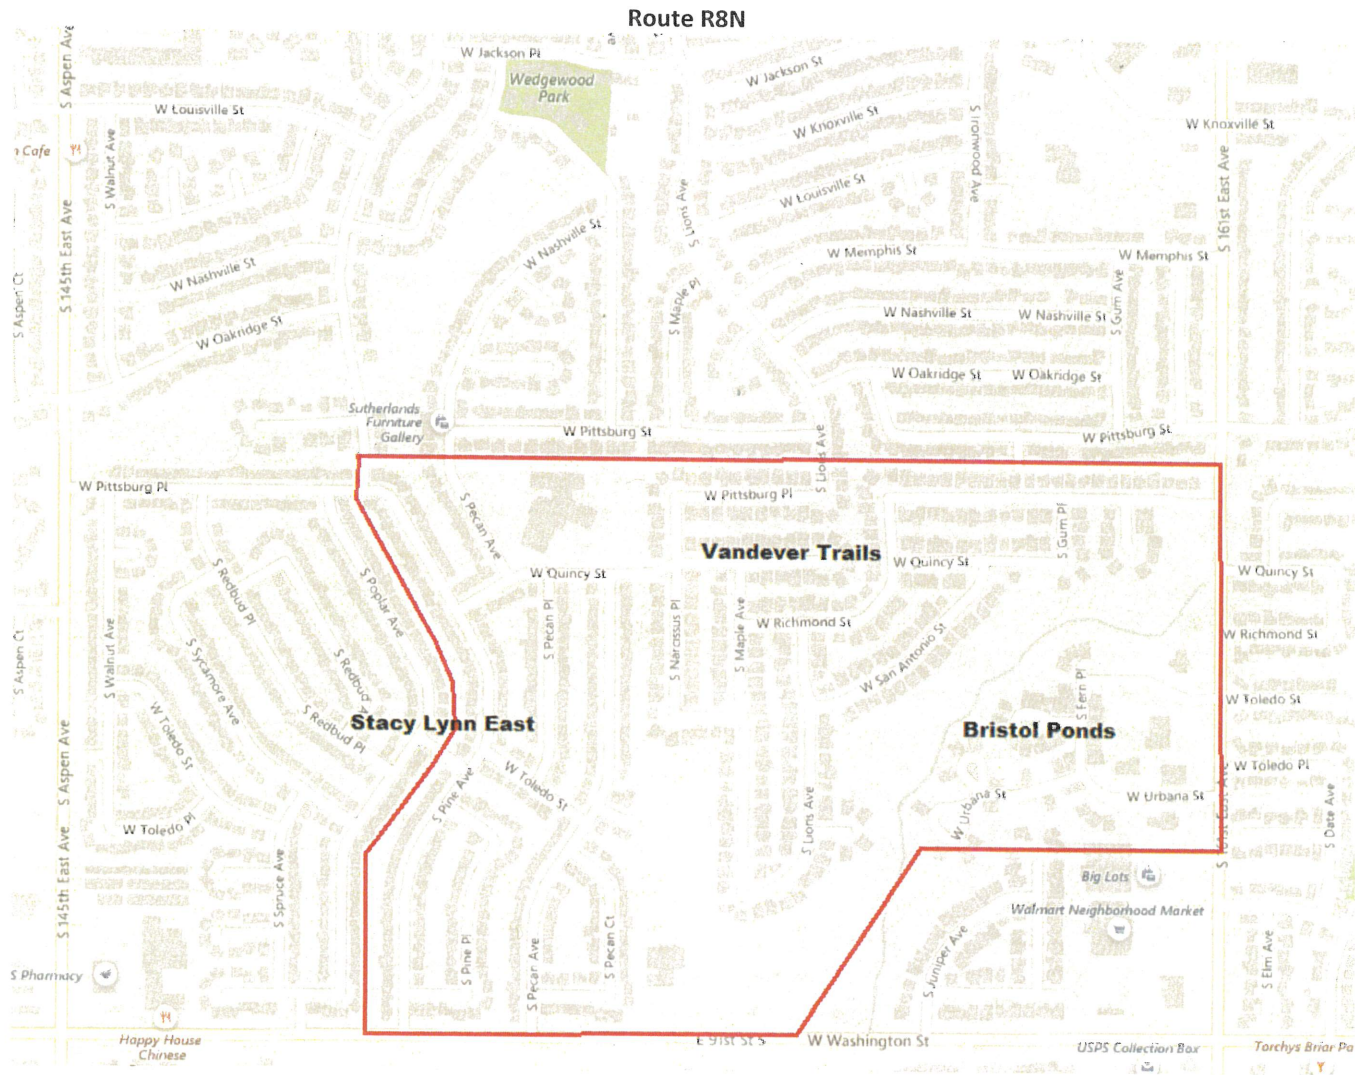 Route R8N
W Jackson Pl
Wedgewood
Park
W Jackson St
S Aspen Ave
W Louisville St
W Knoxville St
W Knoxville St
S Ironwood Ave
Cafe
S Walnut Ave
S Lions Ave
W Louisville St
S 161st East Ave
S 145th East Ave
W Nashville St
W Memphis St
W Memphis St
W Nashville St
S Aspen Ct
S Maple Pl
W Nashville St
W Nashville St
S Gum Ave
W Oakridge St
W Oakridge St
W Oakridge St
Sutherlands
Furniture
Gallery
W Pittsburg St
S Lions Ave
W Pittsburg St
W Pittsburg Pl
W Pittsburg Pl
S Pecan Ave
S Gum Pl
Vandever Trails
W Quincy St
W Quincy St
W Quincy St
S Redbud Pl
S Poplar Ave
S Pecan Pl
S Narcissus Pl
S Maple Ave
W Richmond St
W Richmond St
S Aspen Ct
S Walnut Ave
S Sycamore Ave
S Redbud
W San Antonio St
S Fern Pl
W Toledo St
S Redbud Pl
Stacy Lynn East
Bristol Ponds
W Toledo St
S Aspen Ave
W Toledo Pl
S Pine Ave
W Toledo St
W Urbana St
W Urbana St
W Toledo Pl
S Lions Ave
S 161st East Ave
S Date Ave
S 145th East Ave
S Spruce Ave
Big Lots
Walmart Neighborhood Market
S Pine Pl
S Pecan Ave
S Pecan Ct
S Juniper Ave
S Elm Ave
S Pharmacy
Happy House
Chinese
E 91st St S
W Washington St
USPS Collection Box
Torchys Briar Pa